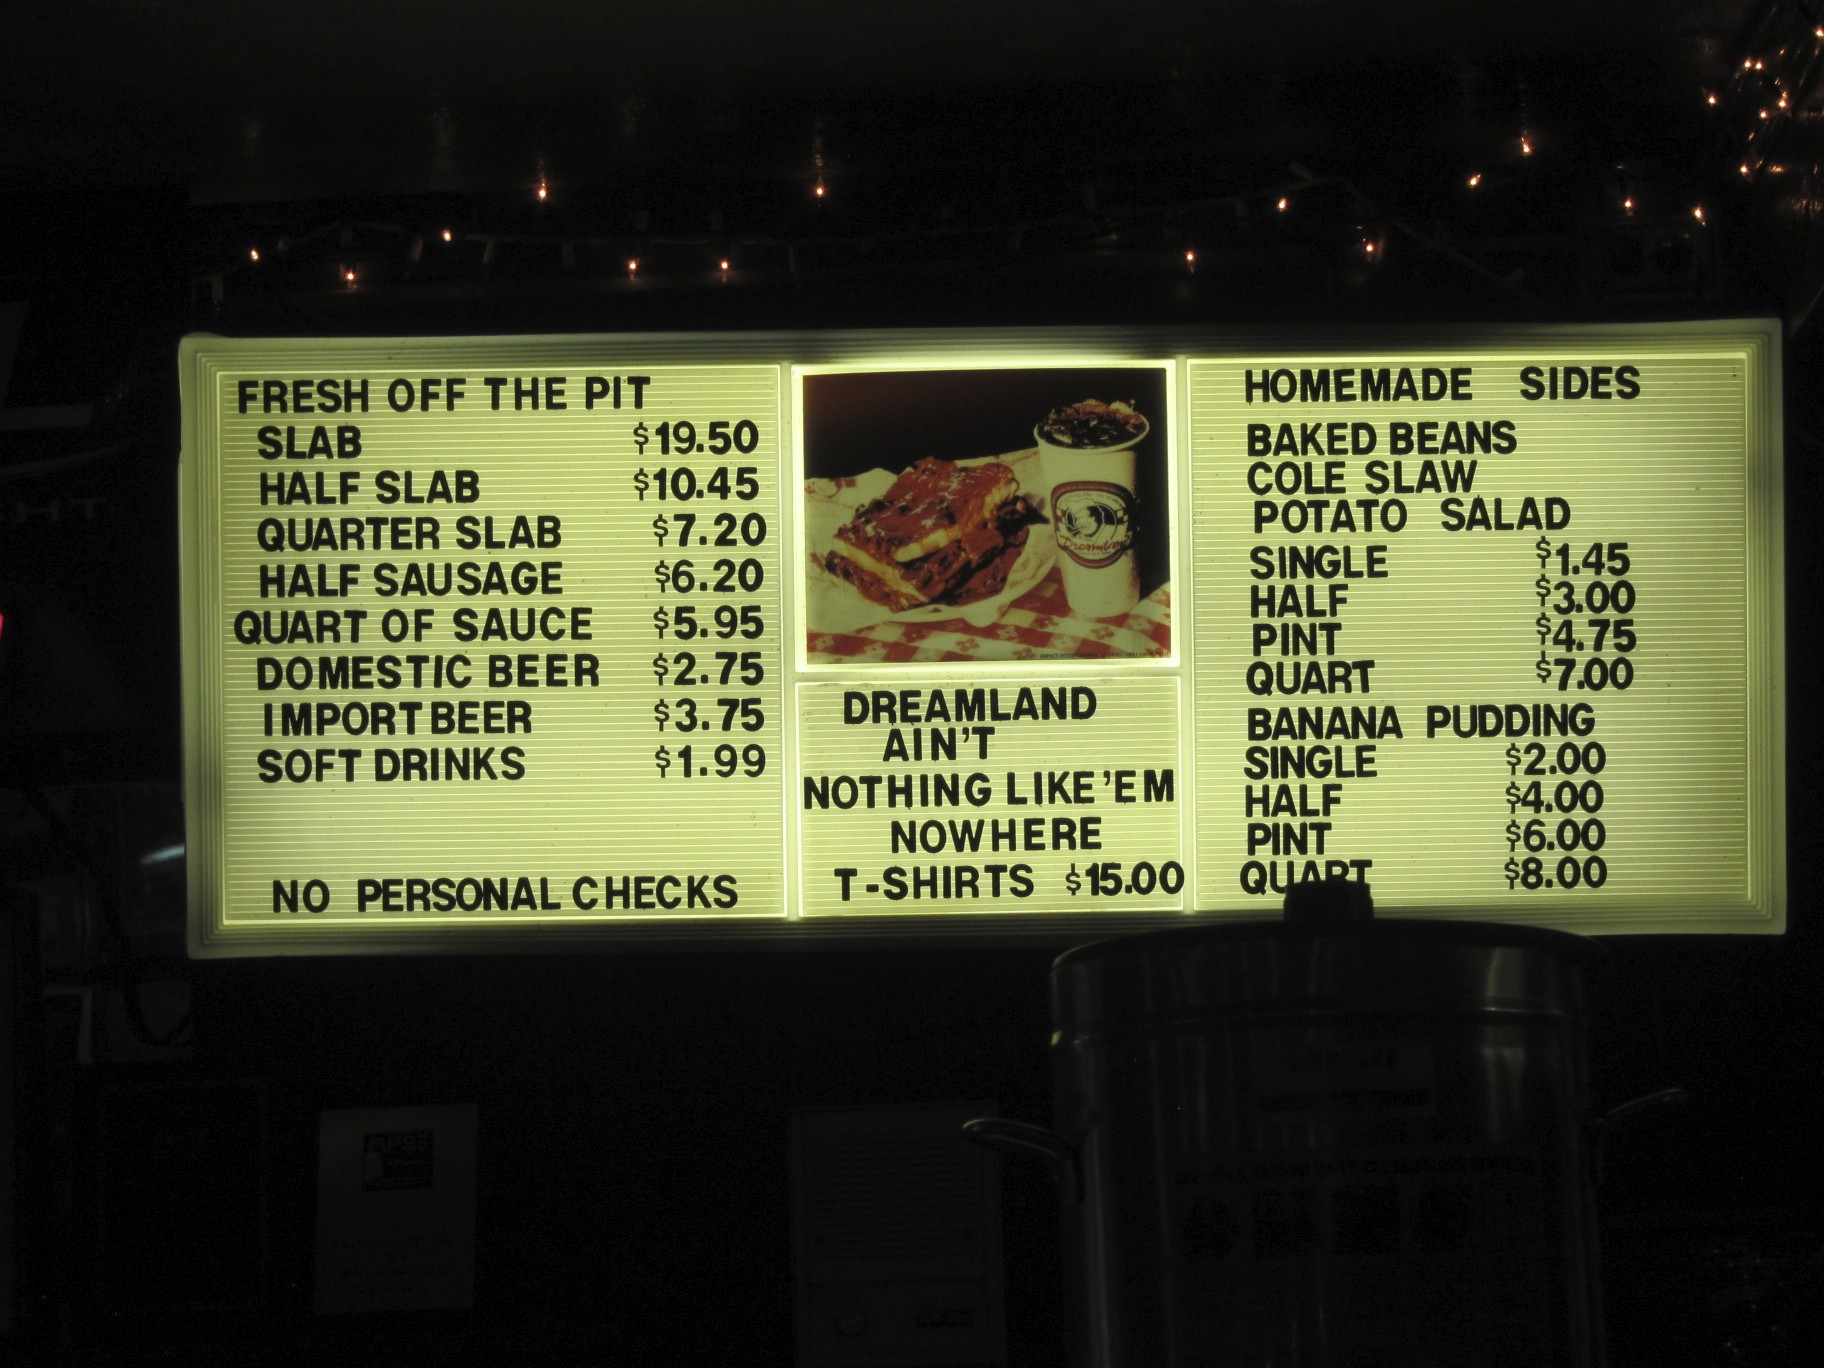 FRESH OFF THE PIT
SLAB $19.50
HALF SLAB $10.45
QUARTER SLAB $7.20
HALF SAUSAGE $6.20
QUART OF SAUCE $5.95
DOMESTIC BEER $2.75
IMPORT BEER $3.75
SOFT DRINKS $1.99
NO PERSONAL CHECKS
Dreamland
DREAMLAND
AIN'T
NOTHING LIKE 'EM
NOWHERE
T-SHIRTS $15.00
HOMEMADE SIDES
BAKED BEANS
COLE SLAW
POTATO SALAD
SINGLE $1.45
HALF $3.00
PINT $4.75
QUART $7.00
BANANA PUDDING
SINGLE $2.00
HALF $4.00
PINT $6.00
QUART $8.00